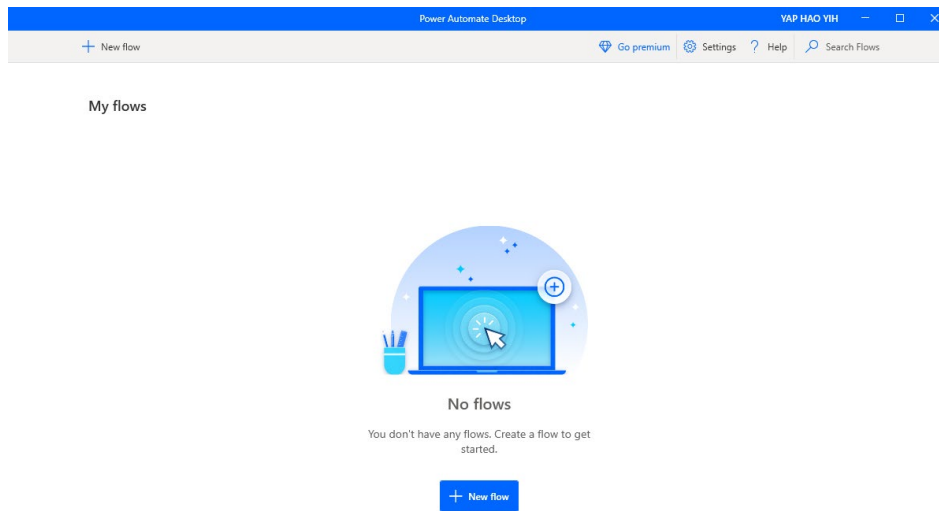 Power Automate Desktop YAP HAO YIH
New flow Go premium Settings ? Help Search Flows
My flows
No flows
You don't have any flows. Create a flow to get
started.
New flow